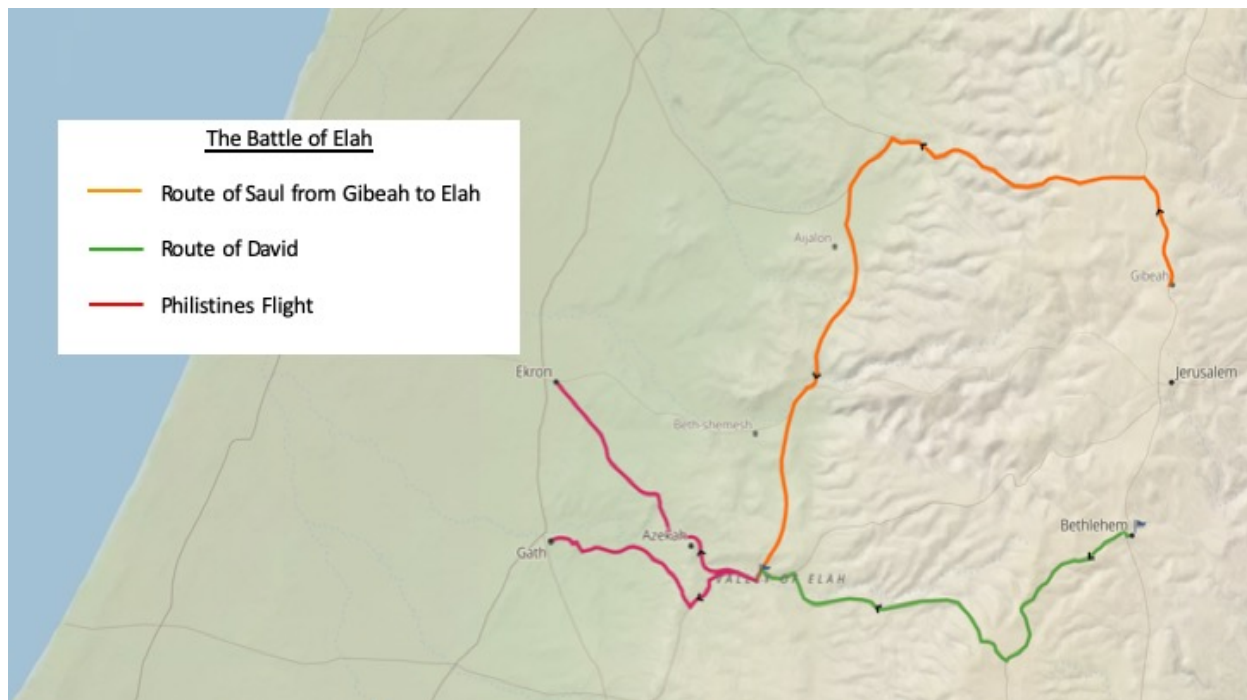 The Battle of Elah
Route of Saul from Gibeah to Elah
Route of David
Philistines Flight
Aijalon
Gibeah
Ekron
Jerusalem
Beth-shemesh
Bethlehem
Azekah
Gath
VALLEY OF ELAH